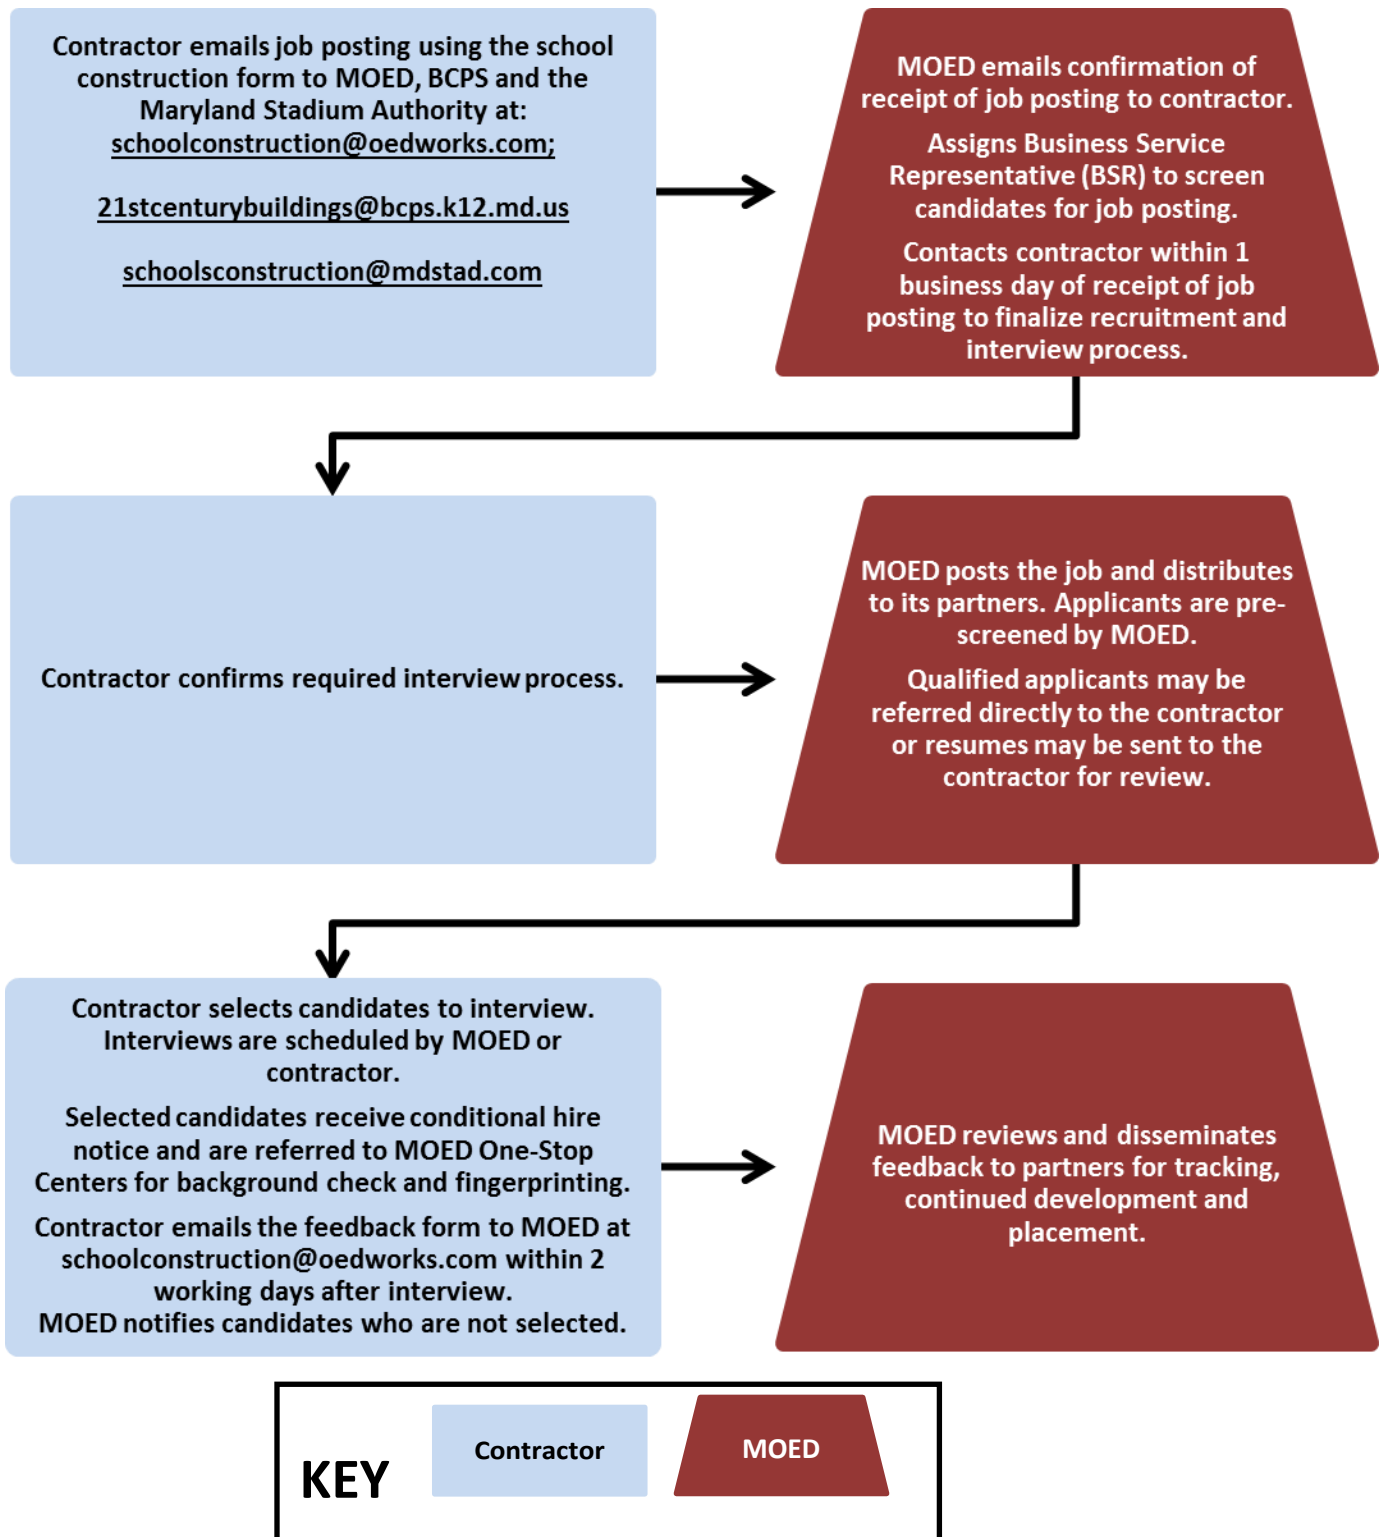 Contractor emails job posting using the school
construction form to MOED, BCPS and the
Maryland Stadium Authority at:
schoolconstruction@oedworks.com;
21stcenturybuildings@bcps.k12.md.us
schoolsconstruction@mdstad.com
MOED emails confirmation of
receipt of job posting to contractor.
Assigns Business Service
Representative (BSR) to screen
candidates for job posting.
Contacts contractor within 1
business day of receipt of job
posting to finalize recruitment and
interview process.
Contractor confirms required interview process.
MOED posts the job and distributes
to its partners. Applicants are pre-
screened by MOED.
Qualified applicants may be
referred directly to the contractor
or resumes may be sent to the
contractor for review.
Contractor selects candidates to interview.
Interviews are scheduled by MOED or
contractor.
Selected candidates receive conditional hire
notice and are referred to MOED One-Stop
Centers for background check and fingerprinting.
Contractor emails the feedback form to MOED at
schoolconstruction@oedworks.com within 2
working days after interview.
MOED notifies candidates who are not selected.
MOED reviews and disseminates
feedback to partners for tracking,
continued development and
placement.
KEY
Contractor
MOED